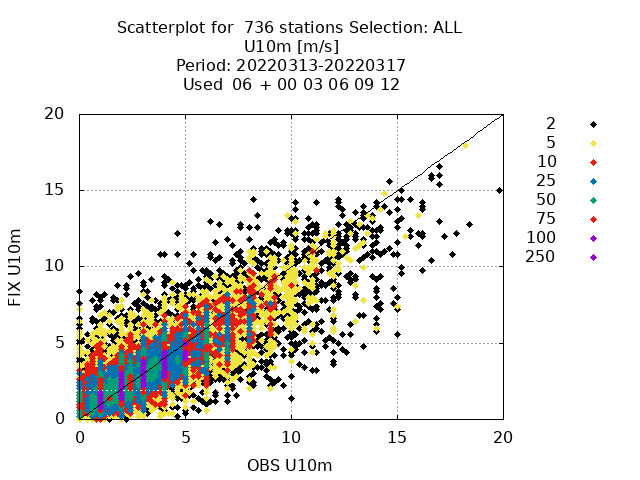 Scatterplot for  736 stations Selection: ALL
U10m [m/s]
Period: 20220313-20220317
Used  06 + 00 03 06 09 12
20
15
10
5
0
FIX U10m
0 5 10 15 20
OBS U10m
2
5
10
25
50
75
100
250